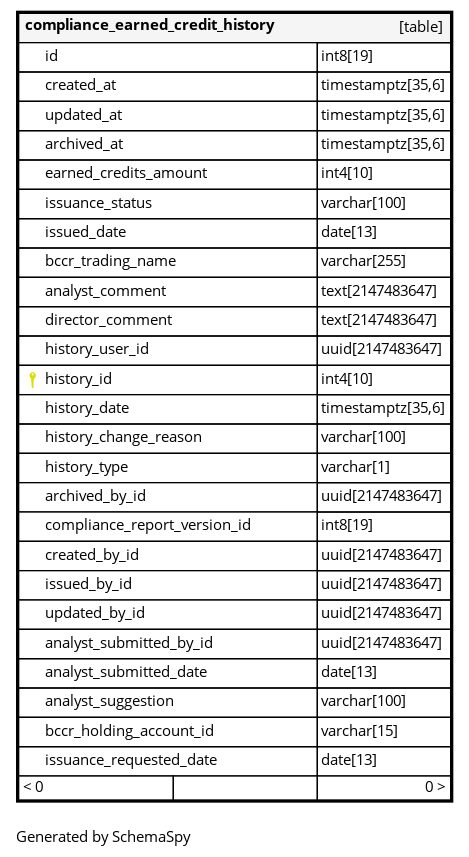 compliance_earned_credit_history [table]
id int8[19]
created_at timestamptz[35,6]
updated_at timestamptz[35,6]
archived_at timestamptz[35,6]
earned_credits_amount int4[10]
issuance_status varchar[100]
issued_date date[13]
bccr_trading_name varchar[255]
analyst_comment text[2147483647]
director_comment text[2147483647]
history_user_id uuid[2147483647]
history_id int4[10]
history_date timestamptz[35,6]
history_change_reason varchar[100]
history_type varchar[1]
archived_by_id uuid[2147483647]
compliance_report_version_id int8[19]
created_by_id uuid[2147483647]
issued_by_id uuid[2147483647]
updated_by_id uuid[2147483647]
analyst_submitted_by_id uuid[2147483647]
analyst_submitted_date date[13]
analyst_suggestion varchar[100]
bccr_holding_account_id varchar[15]
issuance_requested_date date[13]
< 0 0 >
Generated by SchemaSpy